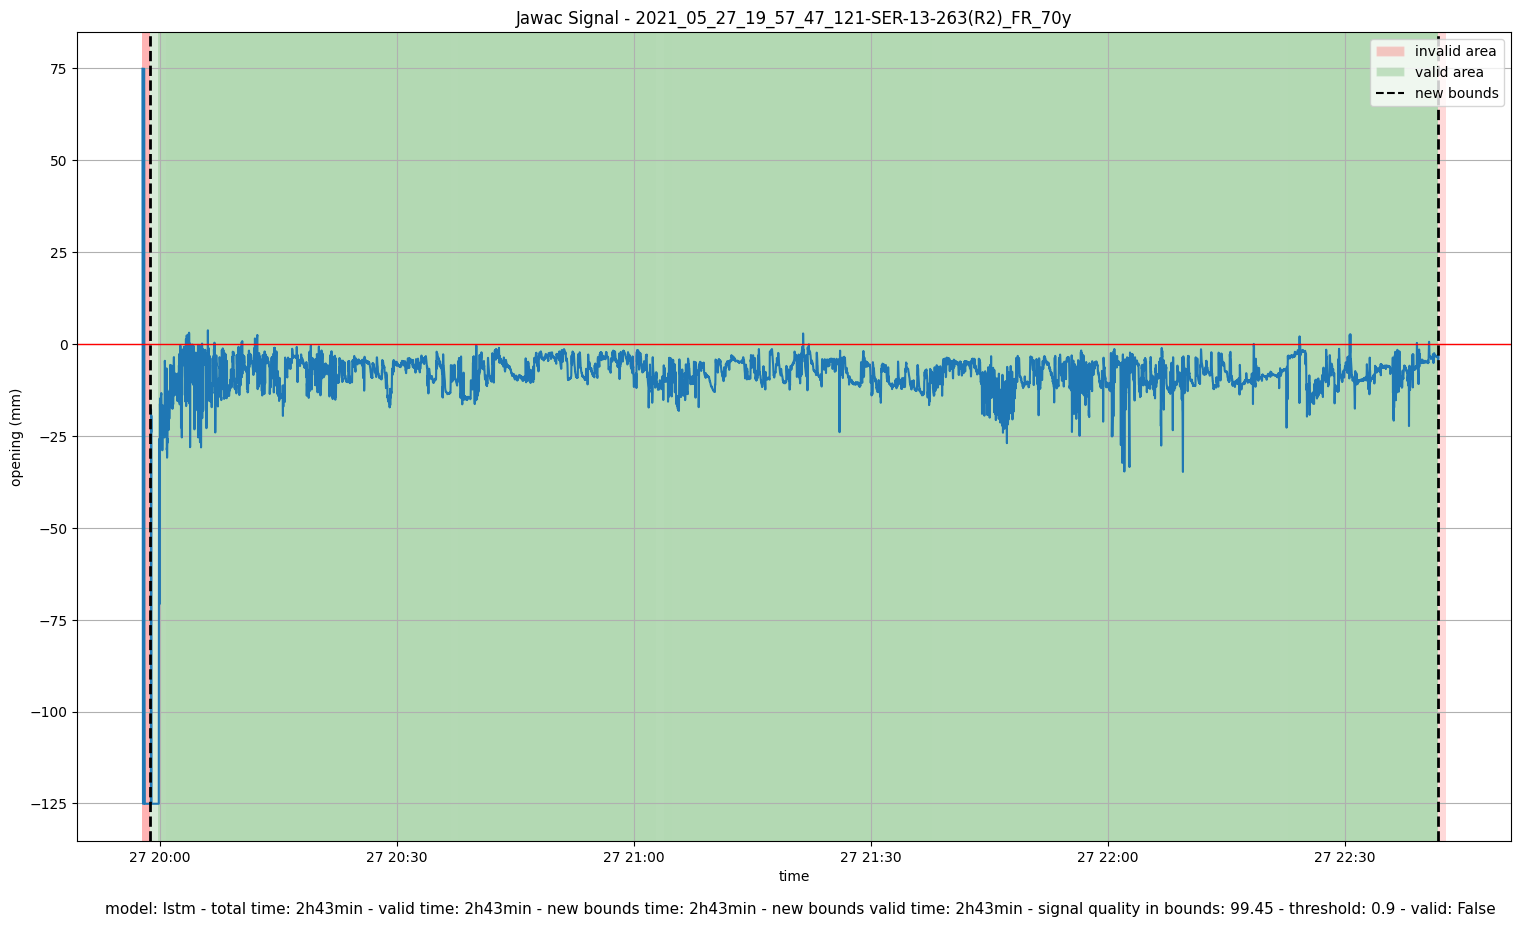 Jawac Signal - 2021_05_27_19_57_47_121-SER-13-263(R2)_FR_70y
invalid area
valid area
new bounds
75
50
25
0
−25
−50
−75
−100
−125
opening (mm)
27 20:00
27 20:30
27 21:00
27 21:30
27 22:00
27 22:30
time
model: lstm - total time: 2h43min - valid time: 2h43min - new bounds time: 2h43min - new bounds valid time: 2h43min - signal quality in bounds: 99.45 - threshold: 0.9 - valid: False